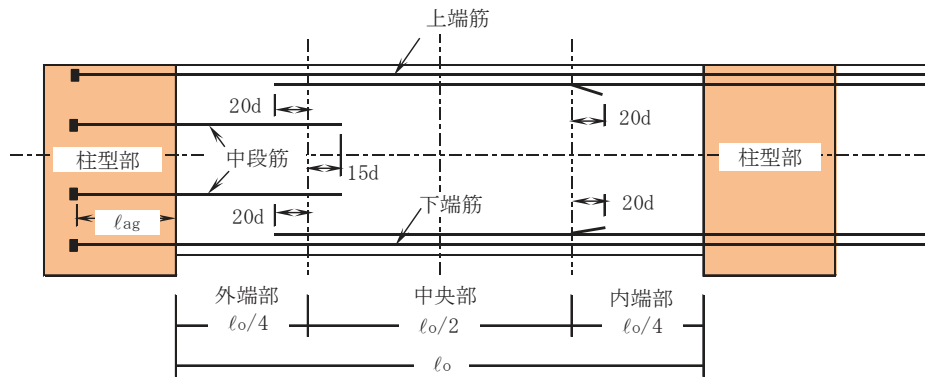 上端筋
20d
20d
柱型部
中段筋
柱型部
15d
20d
下端筋
20d
ℓag
外端部
中央部
内端部
ℓo/4
ℓo/2
ℓo/4
ℓo